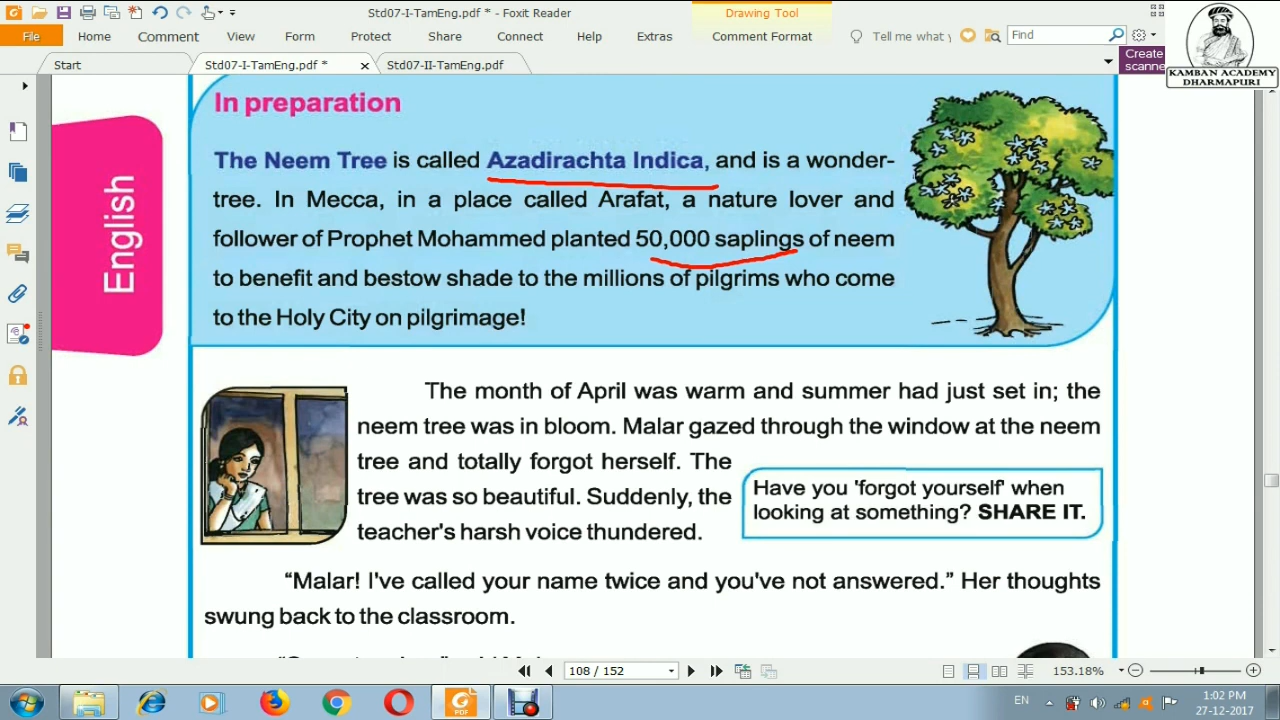 Std07-I-TamEng.pdf * - Foxit Reader
Drawing Tool
File Home Comment View Form Protect Share Connect Help Extras Comment Format Tell me what y Find
Create
scanne
KAMBAN ACADEMY
DHARMAPURI
Start Std07-I-TamEng.pdf * x Std07-II-TamEng.pdf
English
In preparation
The Neem Tree is called Azadirachta Indica, and is a wonder-
tree. In Mecca, in a place called Arafat, a nature lover and
follower of Prophet Mohammed planted 50,000 saplings of neem
to benefit and bestow shade to the millions of pilgrims who come
to the Holy City on pilgrimage!
The month of April was warm and summer had just set in; the
neem tree was in bloom. Malar gazed through the window at the neem
tree and totally forgot herself. The
tree was so beautiful. Suddenly, the
teacher's harsh voice thundered.
Have you 'forgot yourself' when
looking at something? SHARE IT.
“Malar! I've called your name twice and you've not answered.” Her thoughts
swung back to the classroom.
108 / 152
153.18%
PDF
EN
1:02 PM
27-12-2017